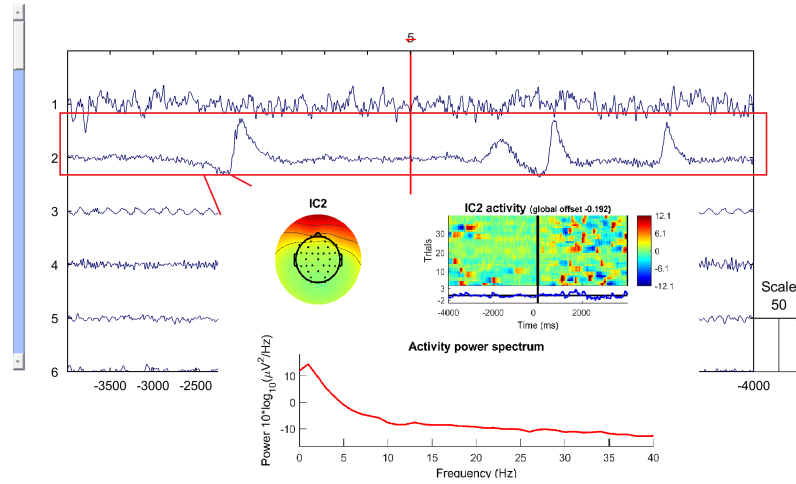 5
1
2
3
4
5
6
-3500 -3000 -2250
-4000
Scale
50
IC2
IC2 activity (global offset -0.192)
Trials
30
20
10
12.1
6.1
-6.1
-12.1
3
-2
-4000 -2000 0 2000
Time (ms)
Activity power spectrum
Power 10*log10(μV²/Hz)
10
0
-10
0 5 10 15 20 25 30 35 40
Frequency (Hz)